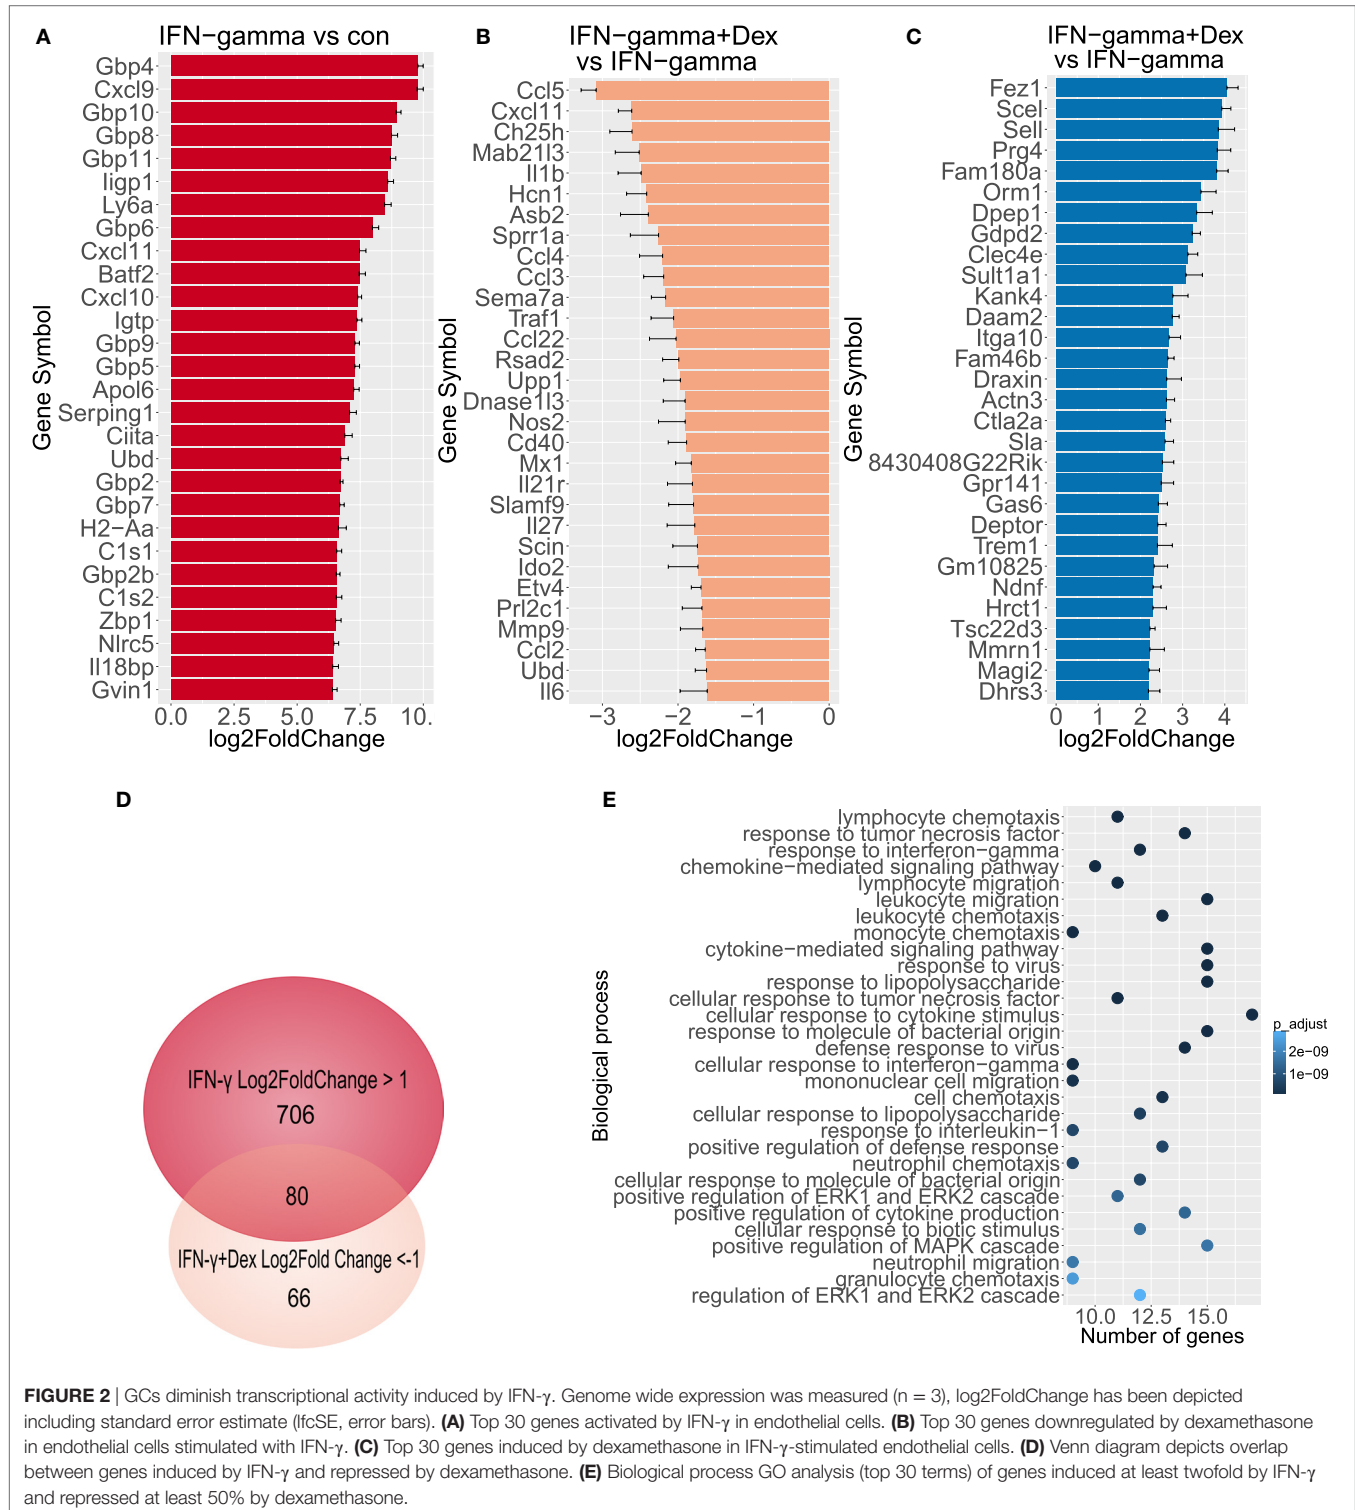 A
IFN−gamma vs con
Gene Symbol
Gbp4
Cxcl9
Gbp10
Gbp8
Gbp11
Iigp1
Ly6a
Gbp6
Cxcl11
Batf2
Cxcl10
Igtp
Gbp9
Gbp5
Apol6
Serping1
Ciita
Ubd
Gbp2
Gbp7
H2−Aa
C1s1
Gbp2b
C1s2
Zbp1
Nlrc5
Il18bp
Gvin1
0.0 2.5 5.0 7.5 10.
log2FoldChange
B
IFN−gamma+Dex
vs IFN−gamma
Gene Symbol
Ccl5
Cxcl11
Ch25h
Mab21l3
Il1b
Hcn1
Asb2
Sprr1a
Ccl4
Ccl3
Sema7a
Traf1
Ccl22
Rsad2
Upp1
Dnase1l3
Nos2
Cd40
Mx1
Il21r
Slamf9
Il27
Scin
Ido2
Etv4
Prl2c1
Mmp9
Ccl2
Ubd
Il6
−3 −2 −1 0
log2FoldChange
C
IFN−gamma+Dex
vs IFN−gamma
Gene Symbol
Fez1
Scel
Sell
Prg4
Fam180a
Orm1
Dpep1
Gdpd2
Clec4e
Sult1a1
Kank4
Daam2
Itga10
Fam46b
Draxin
Actn3
Ctla2a
Sla
8430408G22Rik
Gpr141
Gas6
Deptor
Trem1
Gm10825
Ndnf
Hrct1
Tsc22d3
Mmrn1
Magi2
Dhrs3
0 1 2 3 4
log2FoldChange
D
IFN-γ Log2FoldChange > 1
706
80
IFN-γ+Dex Log2Fold Change <-1
66
E
Biological process
lymphocyte chemotaxis
response to tumor necrosis factor
response to interferon−gamma
chemokine−mediated signaling pathway
lymphocyte migration
leukocyte migration
leukocyte chemotaxis
monocyte chemotaxis
cytokine−mediated signaling pathway
response to virus
response to lipopolysaccharide
cellular response to tumor necrosis factor
cellular response to cytokine stimulus
response to molecule of bacterial origin
defense response to virus
cellular response to interferon−gamma
mononuclear cell migration
cell chemotaxis
cellular response to lipopolysaccharide
response to interleukin−1
positive regulation of defense response
neutrophil chemotaxis
cellular response to molecule of bacterial origin
positive regulation of ERK1 and ERK2 cascade
positive regulation of cytokine production
cellular response to biotic stimulus
positive regulation of MAPK cascade
neutrophil migration
granulocyte chemotaxis
regulation of ERK1 and ERK2 cascade
10.0 12.5 15.0
Number of genes
p_adjust
2e−09
1e−09
FIGURE 2 | GCs diminish transcriptional activity induced by IFN-γ. Genome wide expression was measured (n = 3), log2FoldChange has been depicted
including standard error estimate (lfcSE, error bars). (A) Top 30 genes activated by IFN-γ in endothelial cells. (B) Top 30 genes downregulated by dexamethasone
in endothelial cells stimulated with IFN-γ. (C) Top 30 genes induced by dexamethasone in IFN-γ-stimulated endothelial cells. (D) Venn diagram depicts overlap
between genes induced by IFN-γ and repressed by dexamethasone. (E) Biological process GO analysis (top 30 terms) of genes induced at least twofold by IFN-γ
and repressed at least 50% by dexamethasone.